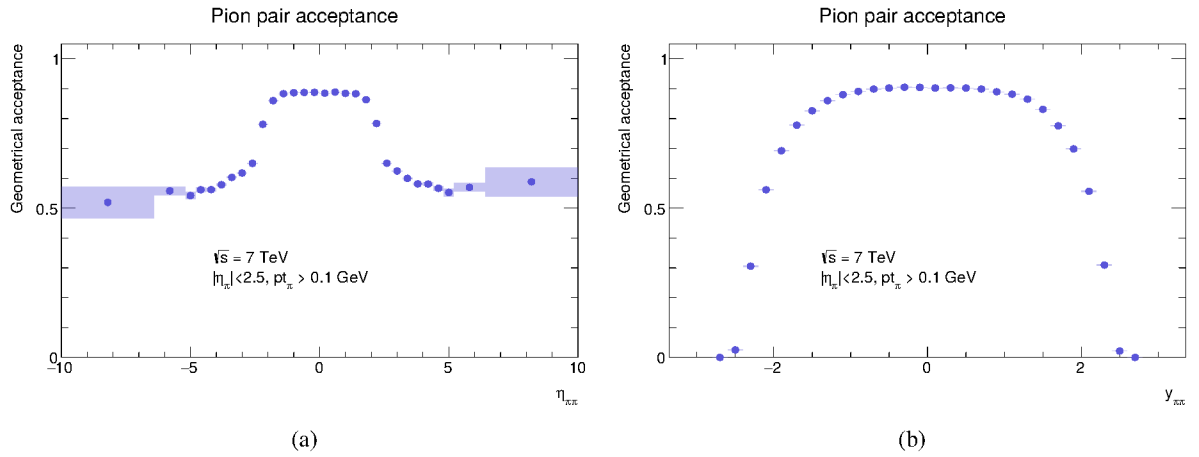 Pion pair acceptance
Geometrical acceptance
1
0.5
0
−10
−5
0
5
10
√s = 7 TeV
|η_π|<2.5, pt_π > 0.1 GeV
η_ππ
(a)
Pion pair acceptance
Geometrical acceptance
1
0.5
0
−2
0
2
√s = 7 TeV
|η_π|<2.5, pt_π > 0.1 GeV
y_ππ
(b)